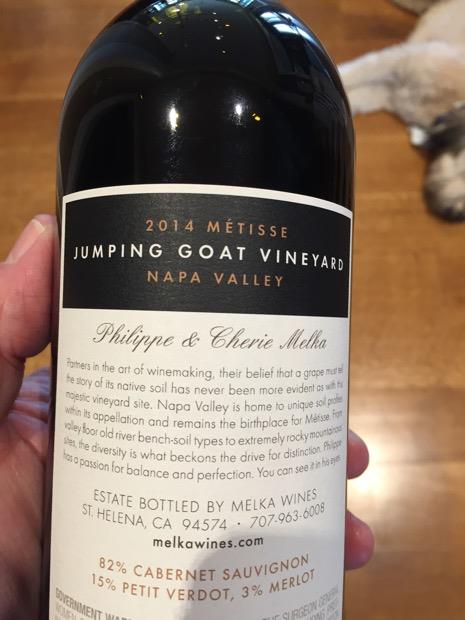 2014 MÉTISSE
JUMPING GOAT VINEYARD
NAPA VALLEY
Philippe & Cherie Melka
Partners in the art of winemaking, their belief that a grape must tell
the story of its native soil has never been more evident as with this
majestic vineyard site. Napa Valley is home to unique soil profiles
within its appellation and remains the birthplace for Métisse. From
valley floor old river bench-soil types to extremely rocky mountainous
sites, the diversity is what beckons the drive for distinction. Philippe
has a passion for balance and perfection. You can see it in his eyes.
ESTATE BOTTLED BY MELKA WINES
ST. HELENA, CA 94574 · 707-963-6008
melkawines.com
82% CABERNET SAUVIGNON
15% PETIT VERDOT, 3% MERLOT
GOVERNMENT THE SURGEON GENERAL
WOMEN